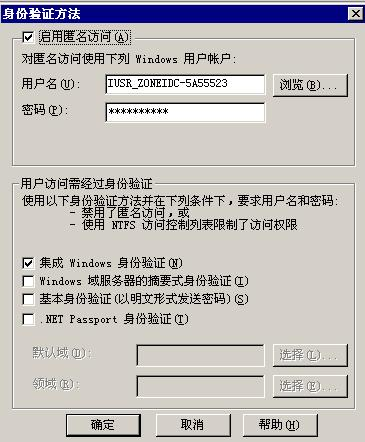 身份验证方法
启用匿名访问(A)
对匿名访问使用下列 Windows 用户帐户:
用户名(U): IUSR_ZONEIDC-5A55523 浏览(B)...
密码(P): **********
用户访问需经过身份验证
使用以下身份验证方法并在下列条件下，要求用户名和密码:
- 禁用了匿名访问，或
- 使用 NTFS 访问控制列表限制了访问权限
集成 Windows 身份验证(N)
Windows 域服务器的摘要式身份验证(I)
基本身份验证(以明文形式发送密码)(S)
.NET Passport 身份验证(T)
默认域(D): 选择(L)...
领域(R): 选择(E)...
确定 取消 帮助(H)